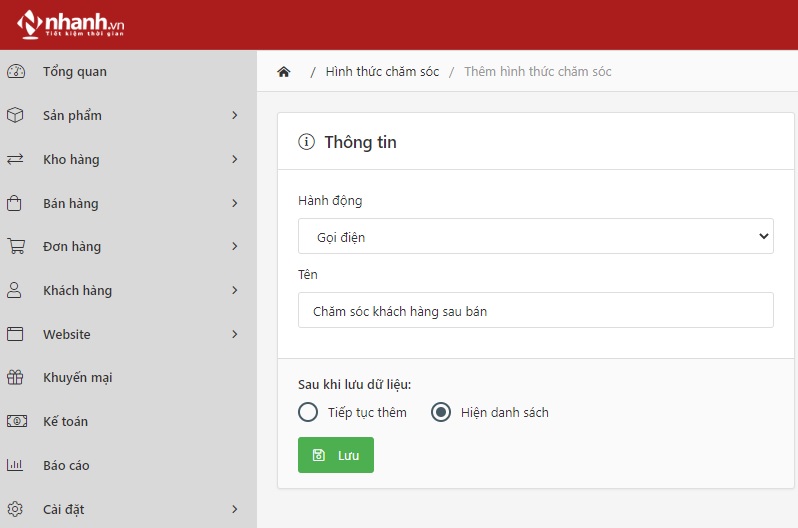 nhanh.vn
Tiết kiệm thời gian
Tổng quan
Sản phẩm
Kho hàng
Bán hàng
Đơn hàng
Khách hàng
Website
Khuyến mại
Kế toán
Báo cáo
Cài đặt
/ Hình thức chăm sóc / Thêm hình thức chăm sóc
Thông tin
Hành động
Gọi điện
Tên
Chăm sóc khách hàng sau bán
Sau khi lưu dữ liệu:
Tiếp tục thêm Hiện danh sách
Lưu